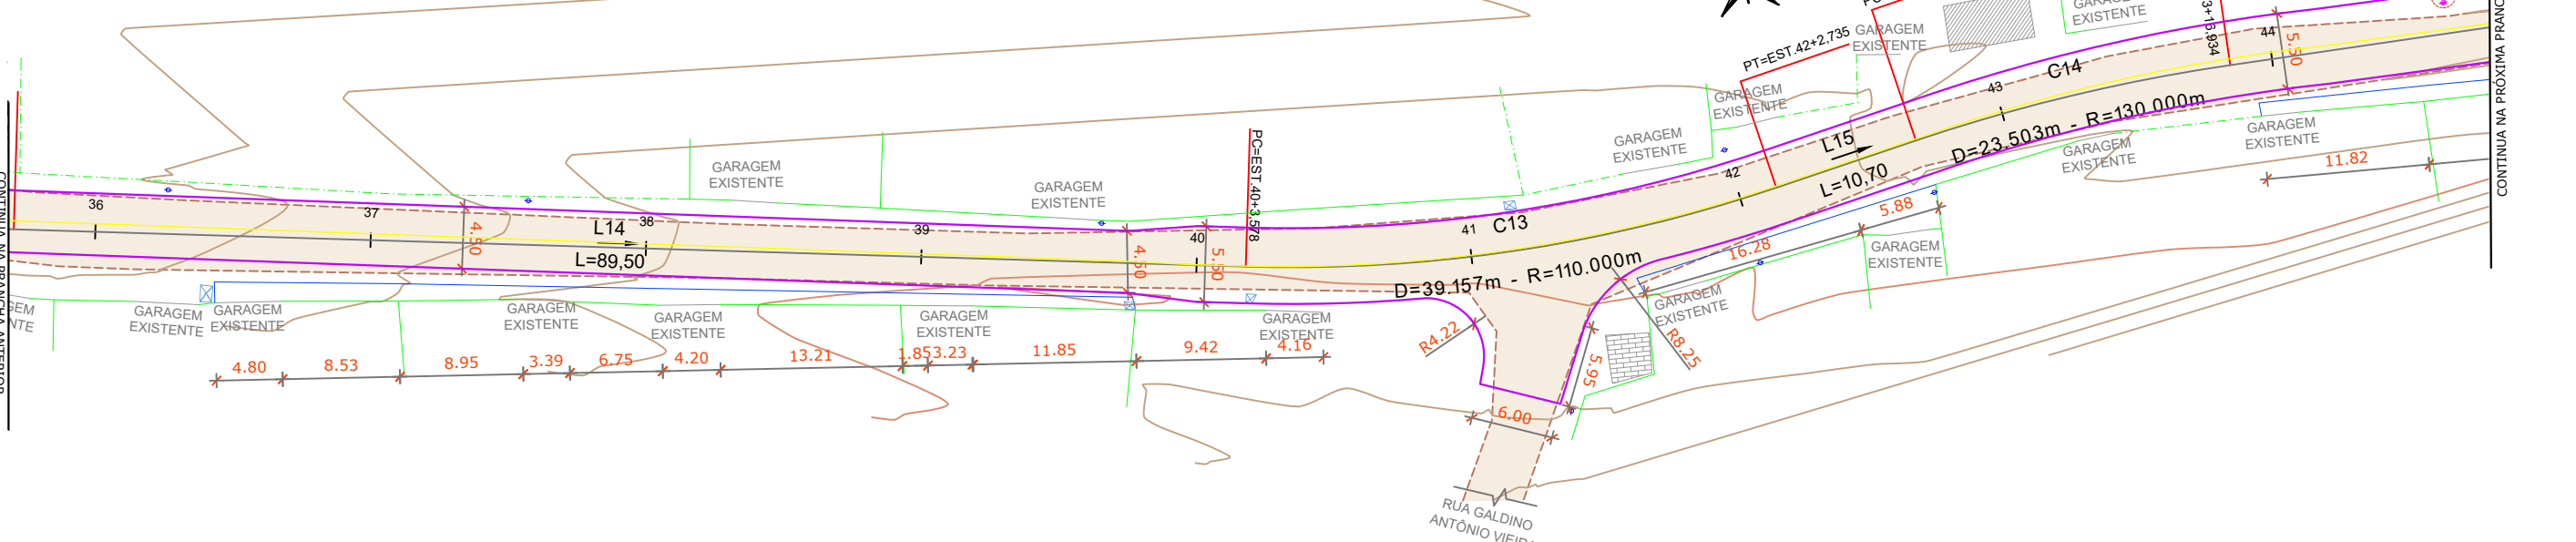 PT=EST.42+2,735
GARAGEM
EXISTENTE
EXISTENTE
3+16,934
44
5.50
CONTINUA NA PRÓXIMA PRANC
GARAGEM
EXISTENTE
43
C14
D=23.503m - R=130.000m
GARAGEM
EXISTENTE
GARAGEM
EXISTENTE
11.82
GARAGEM
EXISTENTE
L15
L=10,70
42
5.88
GARAGEM
EXISTENTE
PC=EST.40+3,578
GARAGEM
EXISTENTE
GARAGEM
EXISTENTE
36
37
4.50
L14
38
L=89,50
39
4.50
40
5.50
41
C13
D=39.157m - R=110.000m
16.28
GARAGEM
EXISTENTE
R8.25
R4.22
5.95
6.00
GARAGEM
EXISTENTE
GARAGEM
EXISTENTE
GARAGEM
EXISTENTE
GARAGEM
EXISTENTE
GARAGEM
EXISTENTE
GARAGEM
EXISTENTE
4.80
8.53
8.95
3.39
6.75
4.20
13.21
1.85
3.23
11.85
9.42
4.16
RUA GALDINO
ANTÔNIO